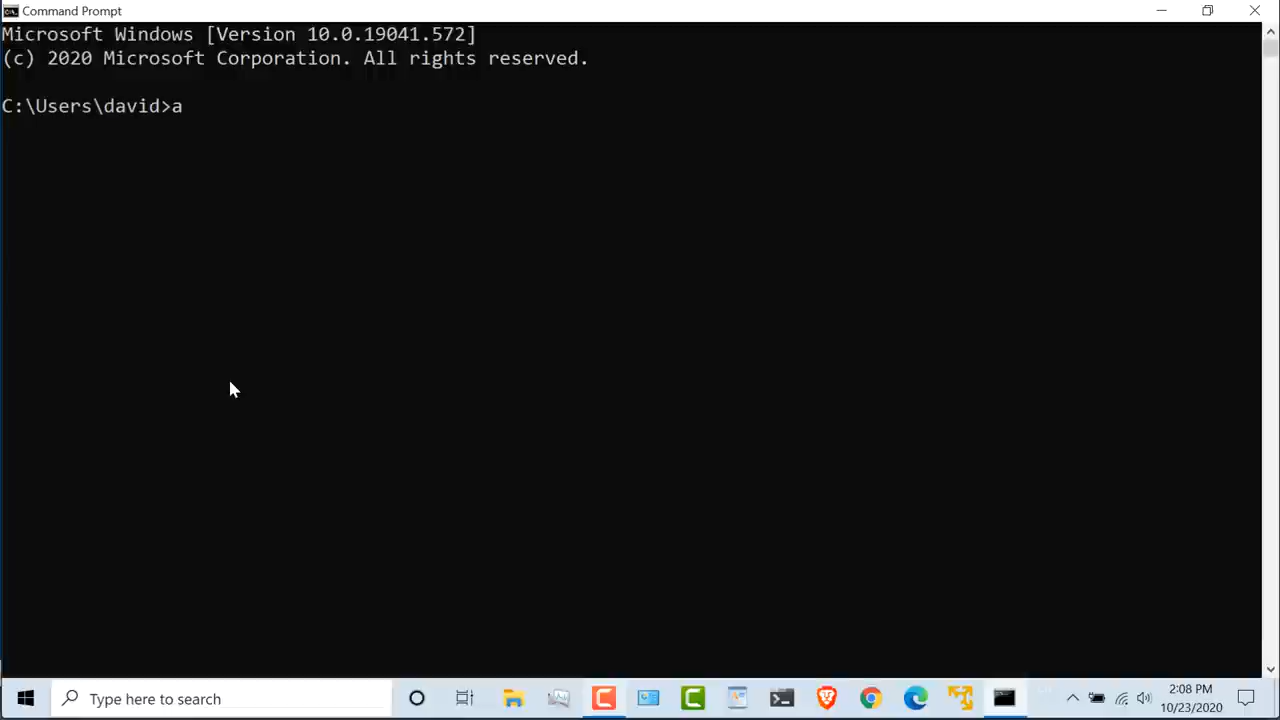 Command Prompt
Microsoft Windows [Version 10.0.19041.572]
(c) 2020 Microsoft Corporation. All rights reserved.
C:\Users\david>a
Type here to search
2:08 PM
10/23/2020